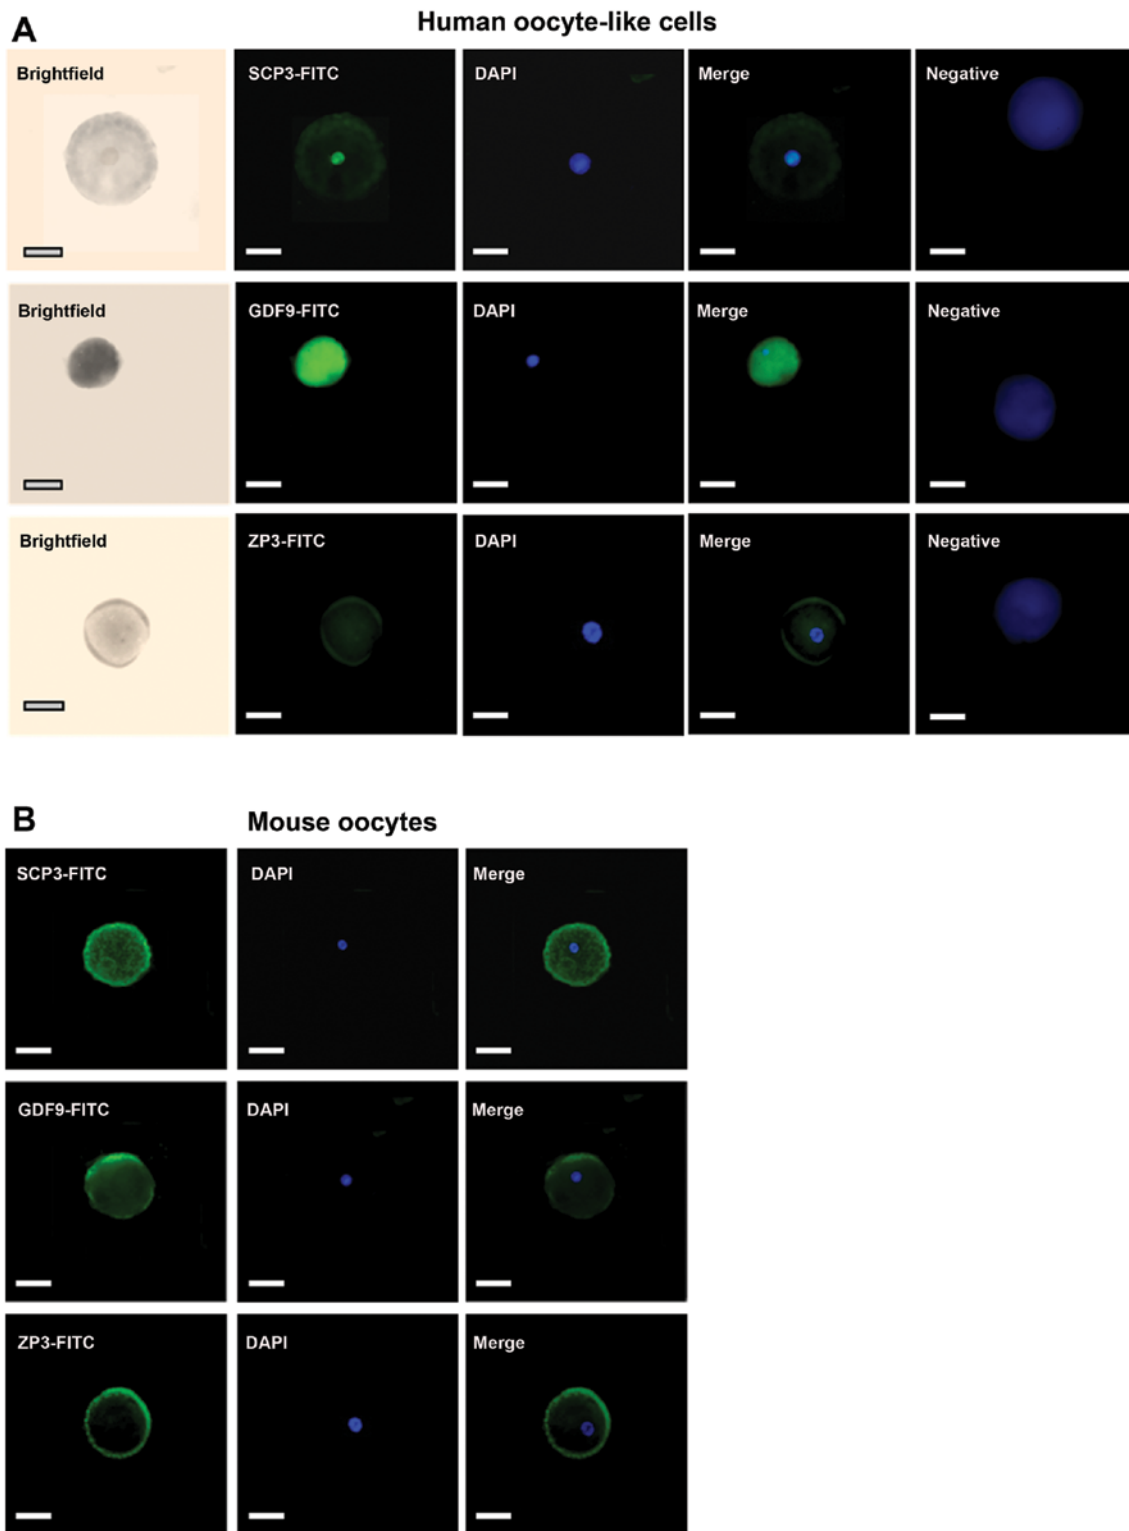 A
Human oocyte-like cells
Brightfield SCP3-FITC DAPI Merge Negative
Brightfield GDF9-FITC DAPI Merge Negative
Brightfield ZP3-FITC DAPI Merge Negative
B
Mouse oocytes
SCP3-FITC DAPI Merge
GDF9-FITC DAPI Merge
ZP3-FITC DAPI Merge